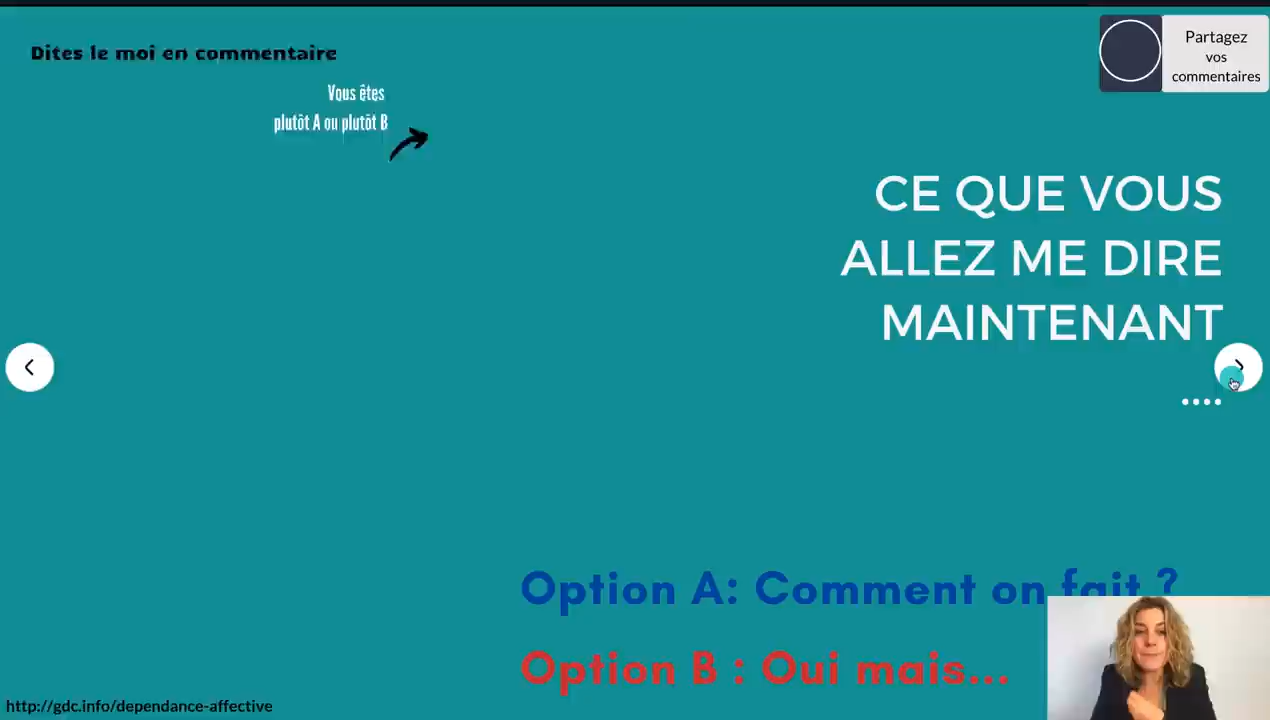 Dites le moi en commentaire
Vous êtes
plutôt A ou plutôt B
Partagez
vos
commentaires
CE QUE VOUS
ALLEZ ME DIRE
MAINTENANT
....
Option A: Comment on fait ?
Option B : Oui mais...
http://gdc.info/dependance-affective